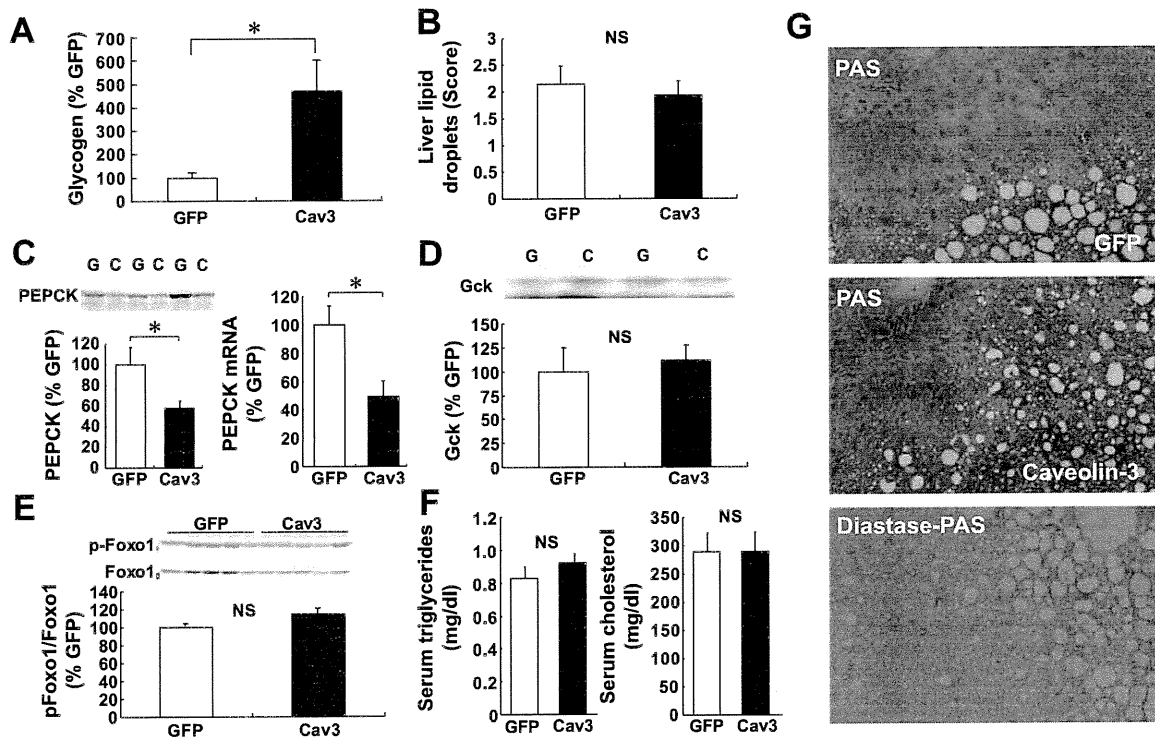 A
*
Glycogen (% GFP)
700
600
500
400
300
200
100
0
GFP Cav3
B
NS
Liver lipid
droplets (Score)
3
2.5
2
1.5
1
0.5
0
GFP Cav3
C
G C G C G C
PEPCK
*
PEPCK (% GFP)
120
100
80
60
40
20
0
GFP Cav3
*
PEPCK mRNA
(% GFP)
120
100
80
60
40
20
0
GFP Cav3
D
G C G C
Gck
NS
Gck (% GFP)
150
125
100
75
50
25
0
GFP Cav3
E
GFP Cav3
p-Foxo1
Foxo1
NS
pFoxo1/Foxo1
(% GFP)
140
120
100
80
60
40
20
0
GFP Cav3
F
NS
Serum triglycerides
(mg/dl)
1.2
1.0
0.8
0.6
0.4
0.2
0
GFP Cav3
NS
Serum cholesterol
(mg/dl)
350
300
250
200
150
100
50
0
GFP Cav3
G
PAS
GFP
PAS
Caveolin-3
Diastase-PAS